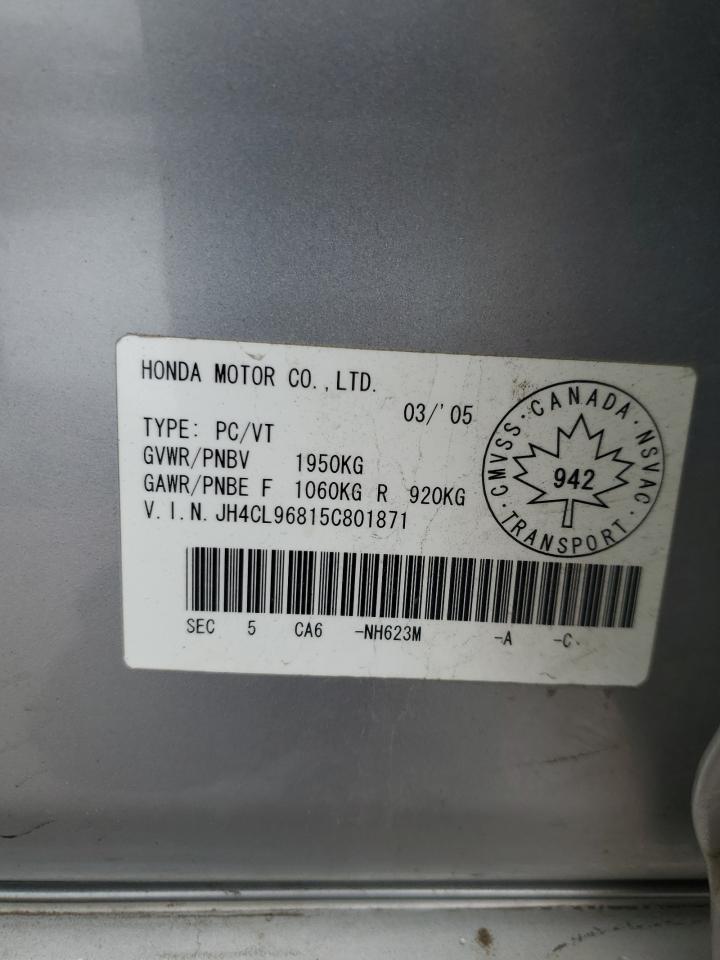 HONDA MOTOR CO.,LTD.
03/'05
TYPE: PC/VT
GVWR/PNBV 1950KG
GAWR/PNBE F 1060KG R 920KG
V.I.N. JH4CL96815C801871
CMVSS · CANADA · NSVAC · TRANSPORT ·
942
SEC 5 CA6 -NH623M -A -C